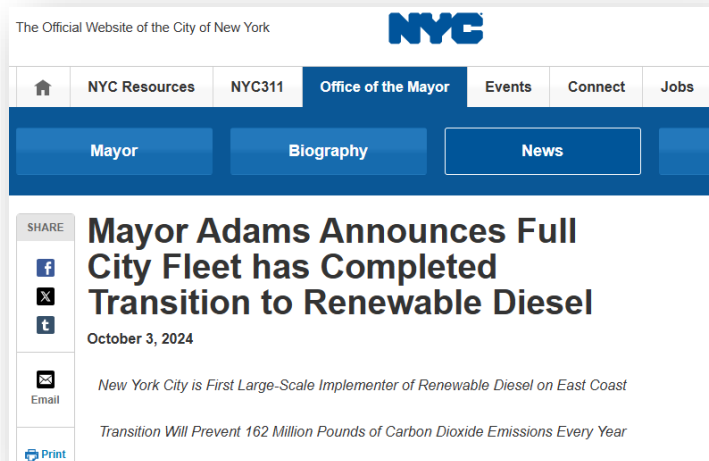 The Official Website of the City of New York
NYC
NYC Resources
NYC311
Office of the Mayor
Events
Connect
Jobs
Mayor
Biography
News
SHARE
Mayor Adams Announces Full
City Fleet has Completed
Transition to Renewable Diesel
October 3, 2024
New York City is First Large-Scale Implementer of Renewable Diesel on East Coast
Email
Transition Will Prevent 162 Million Pounds of Carbon Dioxide Emissions Every Year
Print